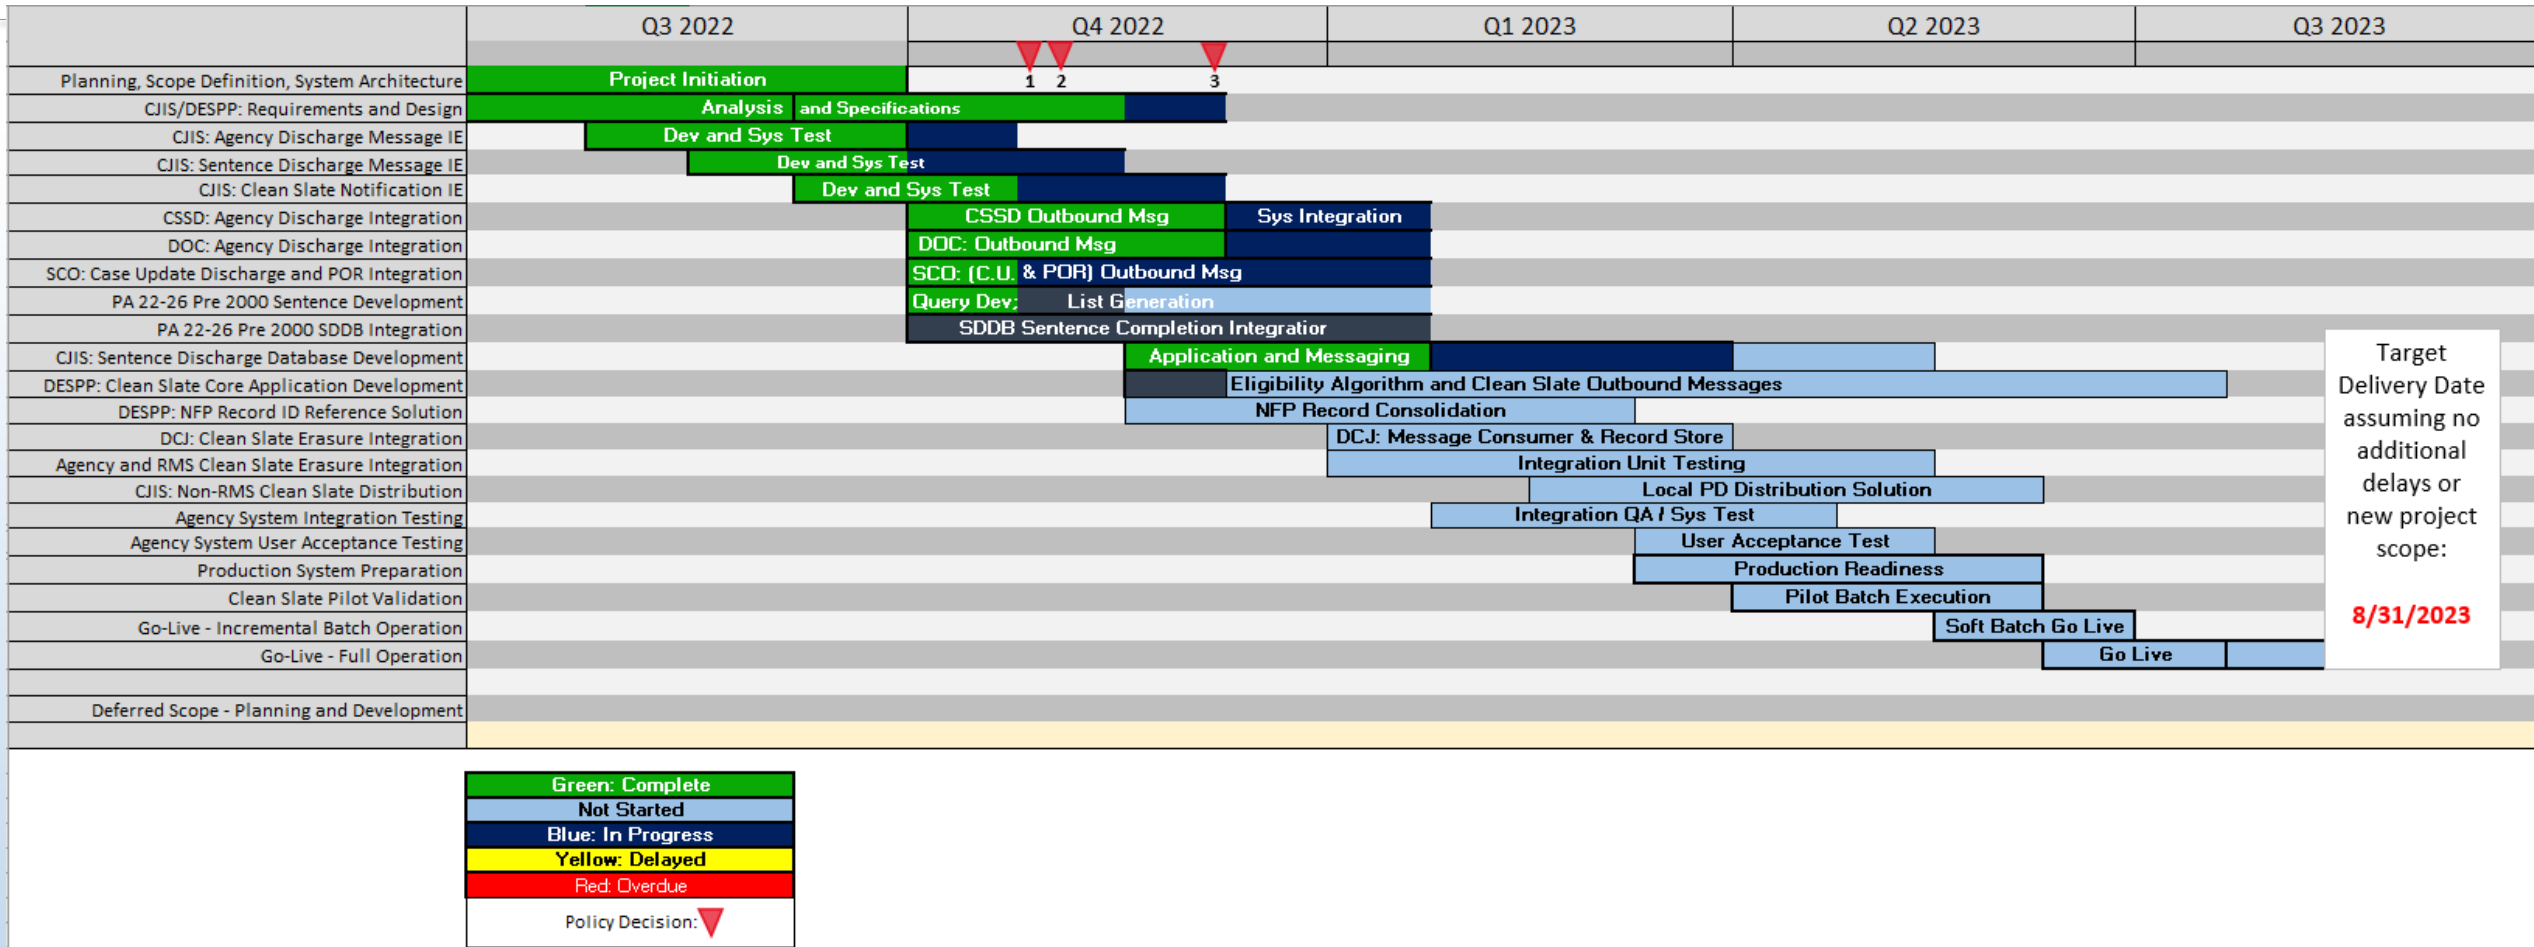 Q3 2022 Q4 2022 Q1 2023 Q2 2023 Q3 2023
Planning, Scope Definition, System Architecture Project Initiation 1 2 3
CJIS/DESPP: Requirements and Design Analysis and Specifications
CJIS: Agency Discharge Message IE Dev and Sys Test
CJIS: Sentence Discharge Message IE Dev and Sys Test
CJIS: Clean Slate Notification IE Dev and Sys Test
CSSD: Agency Discharge Integration CSSD Outbound Msg Sys Integration
DOC: Agency Discharge Integration DOC: Outbound Msg
SCO: Case Update Discharge and POR Integration SCO: (C.U. & POR) Outbound Msg
PA 22-26 Pre 2000 Sentence Development Query Dev; List Generation
PA 22-26 Pre 2000 SDDB Integration SDDB Sentence Completion Integratior
CJIS: Sentence Discharge Database Development Application and Messaging
DESPP: Clean Slate Core Application Development Eligibility Algorithm and Clean Slate Outbound Messages
DESPP: NFP Record ID Reference Solution NFP Record Consolidation
DCJ: Clean Slate Erasure Integration DCJ: Message Consumer & Record Store
Agency and RMS Clean Slate Erasure Integration Integration Unit Testing
CJIS: Non-RMS Clean Slate Distribution Local PD Distribution Solution
Agency System Integration Testing Integration QA / Sys Test
Agency System User Acceptance Testing User Acceptance Test
Production System Preparation Production Readiness
Clean Slate Pilot Validation Pilot Batch Execution
Go-Live - Incremental Batch Operation Soft Batch Go Live
Go-Live - Full Operation Go Live
Deferred Scope - Planning and Development
Target
Delivery Date
assuming no
additional
delays or
new project
scope:
8/31/2023
Green: Complete
Not Started
Blue: In Progress
Yellow: Delayed
Red: Overdue
Policy Decision: